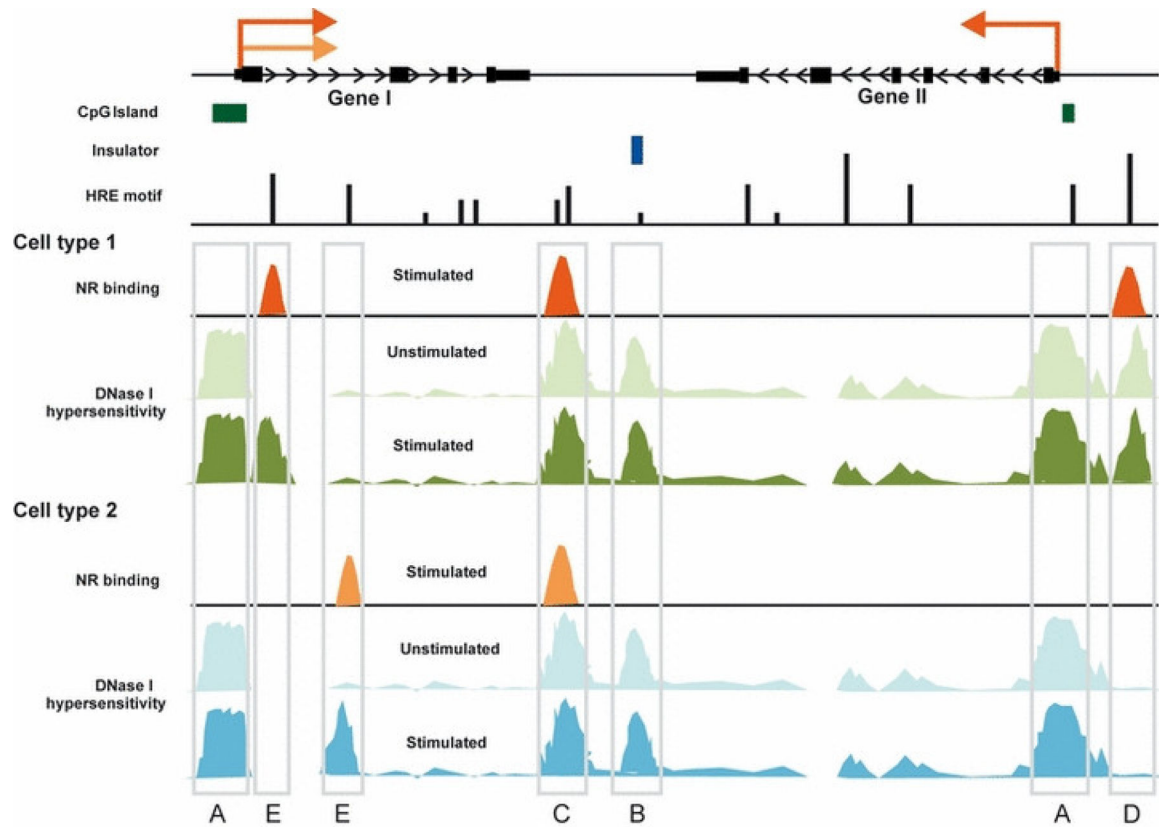 Gene I
Gene II
CpG Island
Insulator
HRE motif
Cell type 1
NR binding
Stimulated
Unstimulated
DNase I
hypersensitivity
Stimulated
Cell type 2
NR binding
Stimulated
Unstimulated
DNase I
hypersensitivity
Stimulated
A E E C B A D